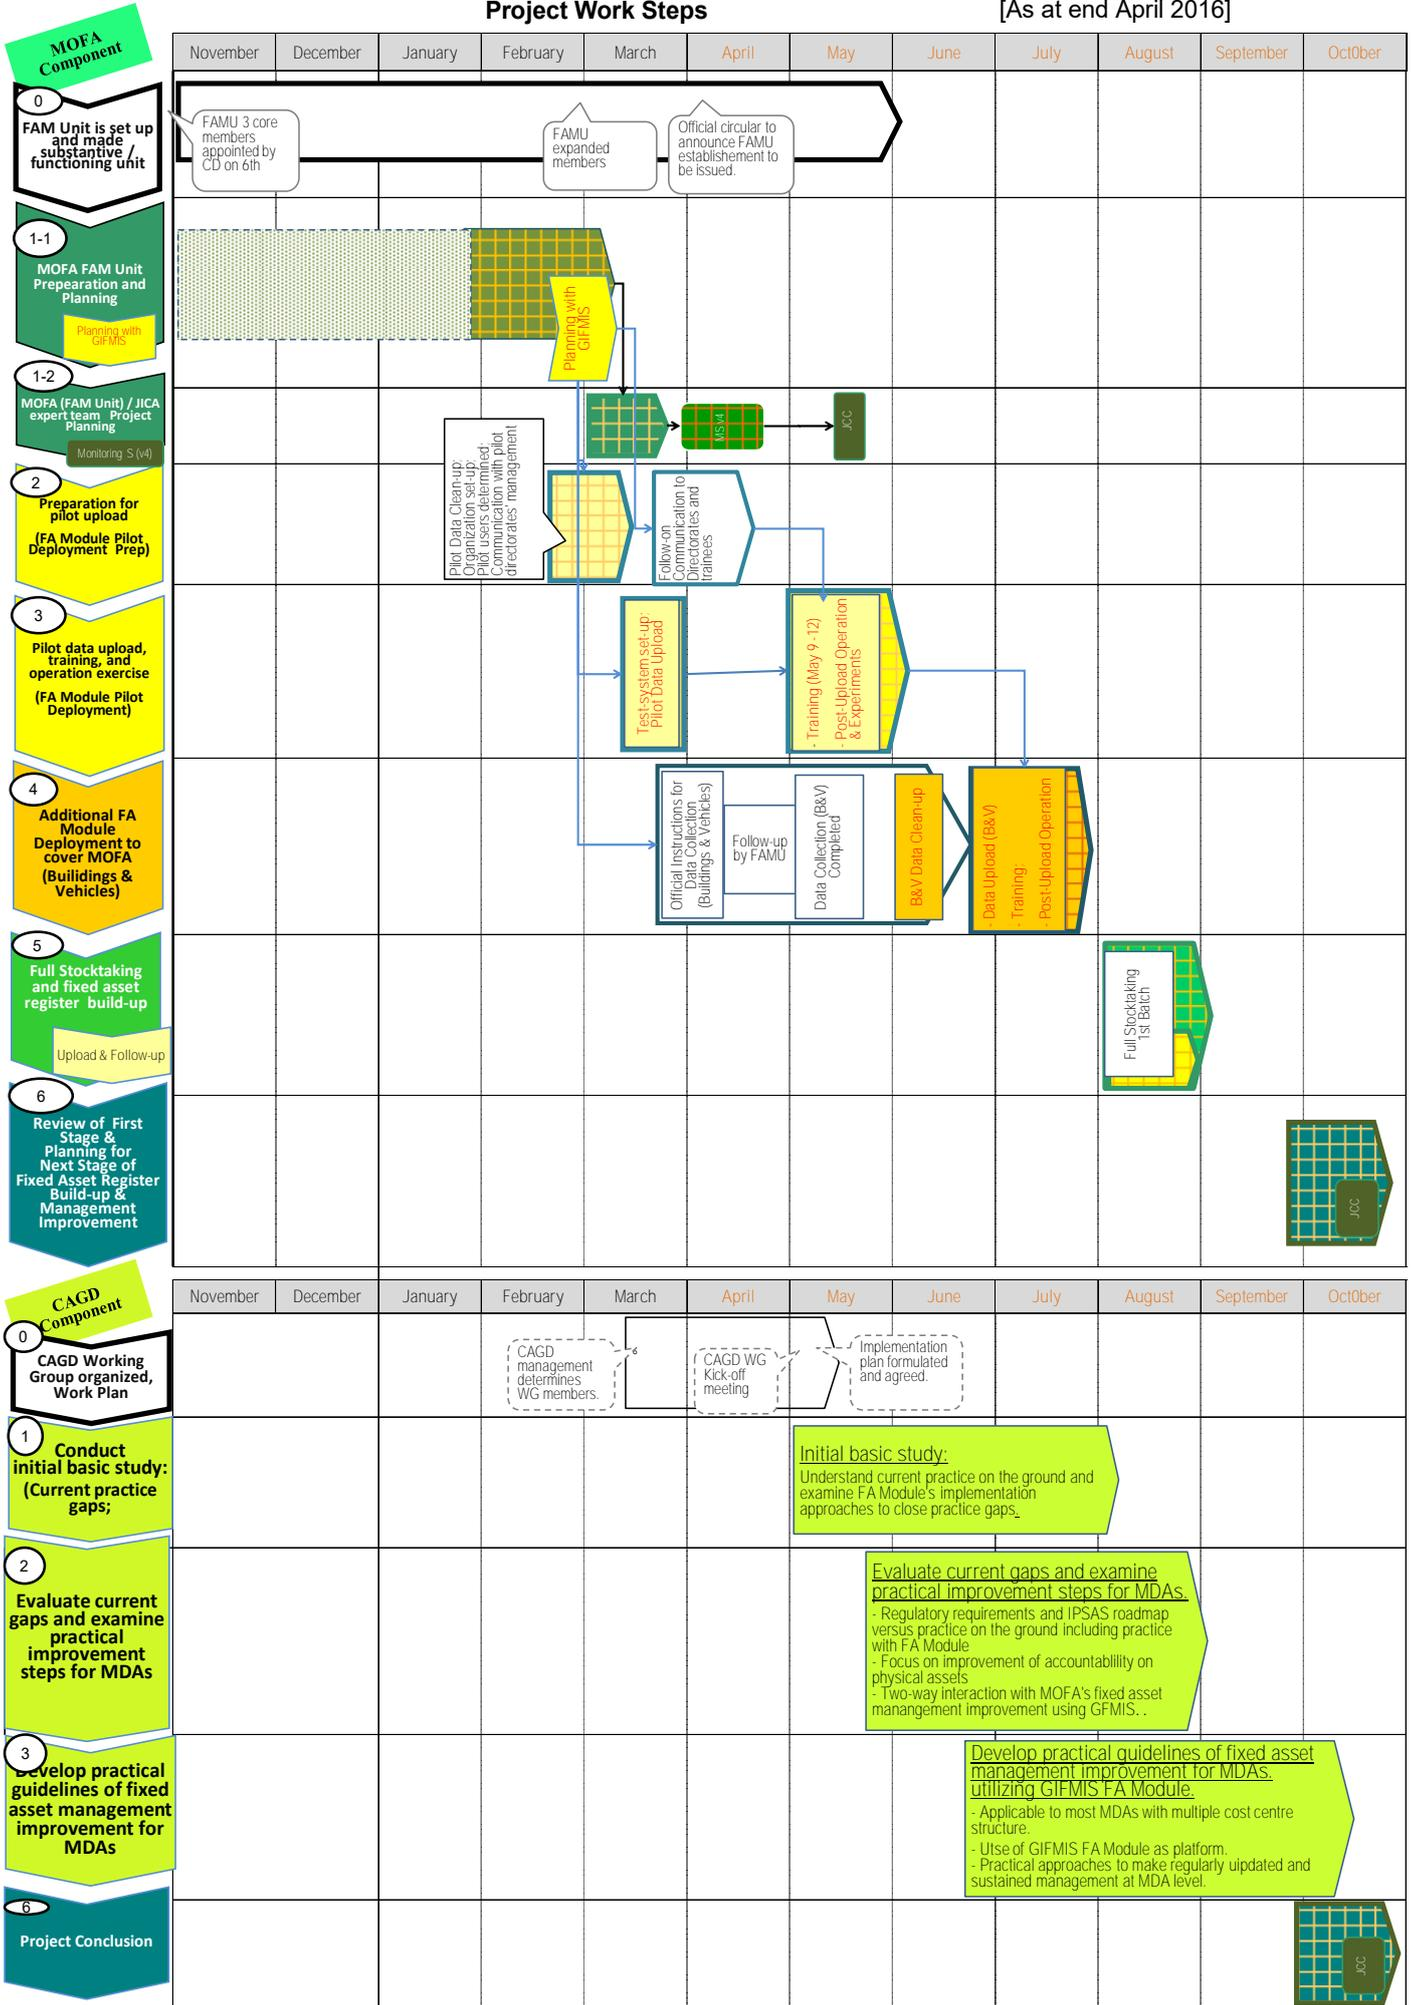 Project Work Steps
[As at end April 2016]
MOFA
Component
November
December
January
February
March
April
May
June
July
August
September
Oct0ber
0
FAM Unit is set up
and made
substantive /
functioning unit
FAMU 3 core
members
appointed by
CD on 6th
FAMU
expanded
members
Official circular to
announce FAMU
establishement to
be issued.
1-1
MOFA FAM Unit
Prepearation and
Planning
Planning with
GIFMIS
Planning with
GIFMIS
1-2
MOFA (FAM Unit) / JICA
expert team Project
Planning
Monitoring S (v4)
MS v4
JCC
2
Preparation for
pilot upload
(FA Module Pilot
Deployment Prep)
Pilot Data Clean-up;
Organization set-up;
Pilot users determined;
Communication with pilot
directorates' management
Follow-on
Communication to
Directorates and
trainees
3
Pilot data upload,
training, and
operation exercise
(FA Module Pilot
Deployment)
Test-system set-up;
Pilot Data Upload
- Training (May 9 -12)
- Post-Upload Operation
& Experiments
4
Additional FA
Module
Deployment to
cover MOFA
(Builidings &
Vehicles)
Official Instructions for
Data Collection
(Buildings & Vehicles)
Follow-up
by FAMU
Data Collection (B&V)
Completed
B&V Data Clean-up
- Data Upload (B&V)
- Training;
- Post-Upload Operation
5
Full Stocktaking
and fixed asset
register build-up
Upload & Follow-up
Full Stocktaking
1st Batch
6
Review of First
Stage &
Planning for
Next Stage of
Fixed Asset Register
Build-up &
Management
Improvement
JCC
CAGD
Component
November
December
January
February
March
April
May
June
July
August
September
Oct0ber
0
CAGD Working
Group organized,
Work Plan
CAGD
management
determines
WG members.
CAGD WG
Kick-off
meeting
Implementation
plan formulated
and agreed.
1
Conduct
initial basic study:
(Current practice
gaps;
Initial basic study:
Understand current practice on the ground and
examine FA Module's implementation
approaches to close practice gaps.
2
Evaluate current
gaps and examine
practical
improvement
steps for MDAs
Evaluate current gaps and examine
practical improvement steps for MDAs.
- Regulatory requirements and IPSAS roadmap
versus practice on the ground including practice
with FA Module
- Focus on improvement of accountablility on
physical assets
- Two-way interaction with MOFA's fixed asset
manangement improvement using GFMIS. .
3
Develop practical
guidelines of fixed
asset management
improvement for
MDAs
Develop practical guidelines of fixed asset
management improvement for MDAs.
utilizing GIFMIS FA Module.
- Applicable to most MDAs with multiple cost centre
structure.
- Utse of GIFMIS FA Module as platform.
- Practical approaches to make regularly uipdated and
sustained management at MDA level.
6
Project Conclusion
JCC